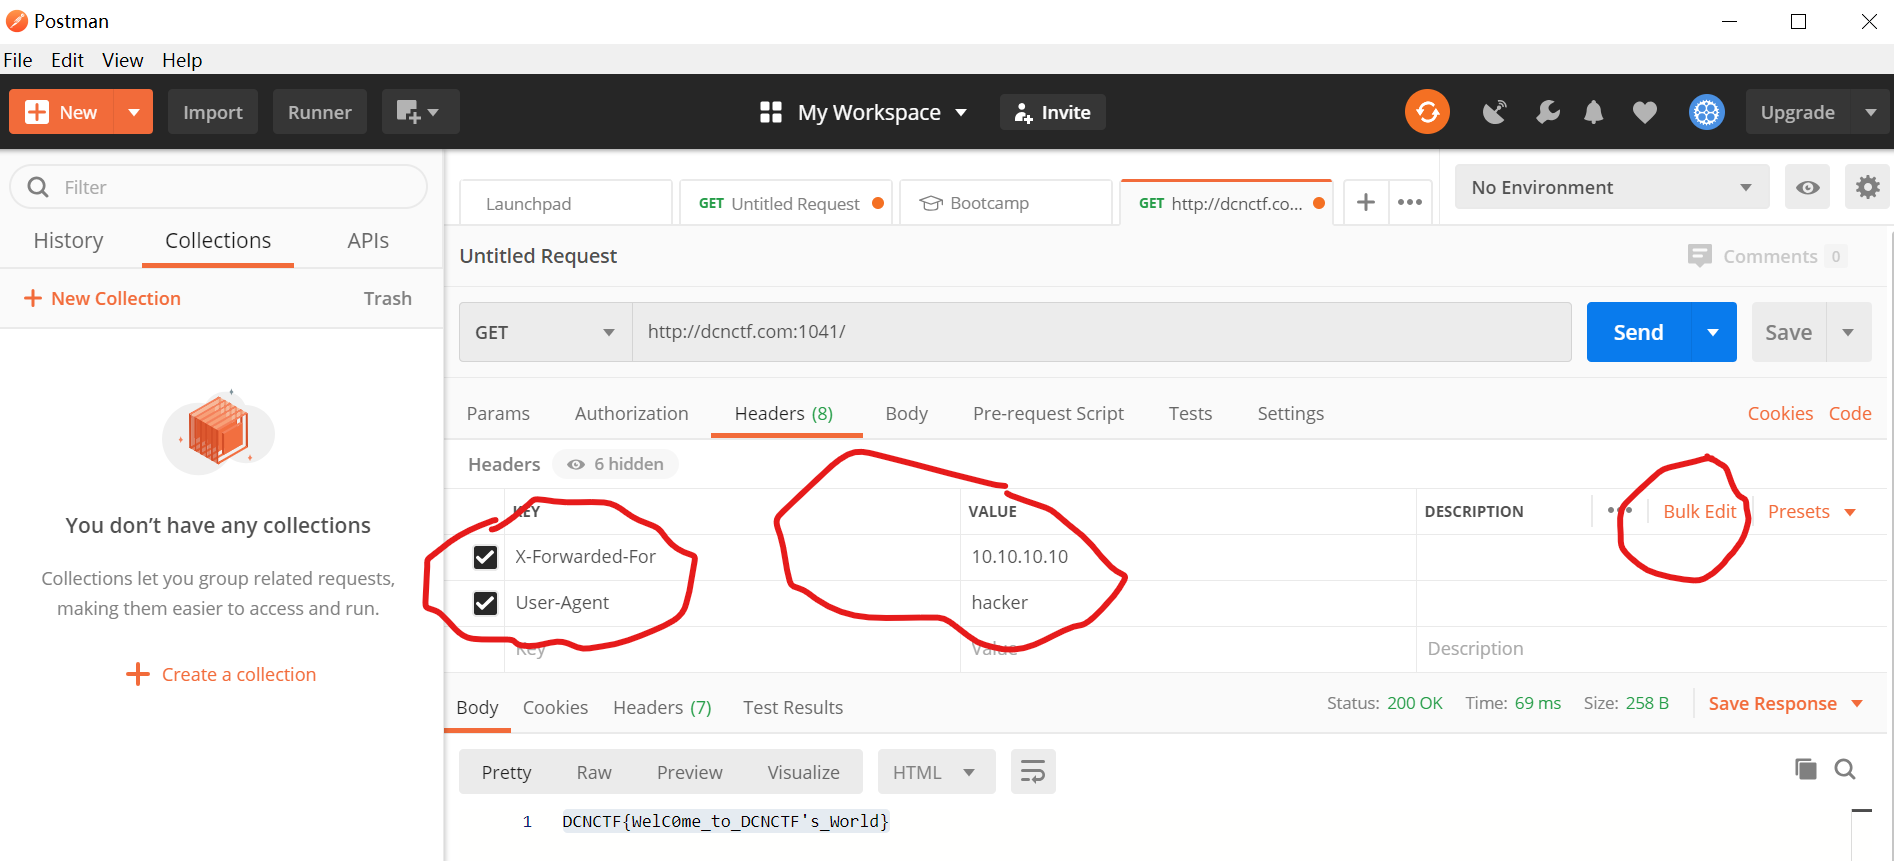 Postman
File Edit View Help
New Import Runner My Workspace Invite Upgrade
Filter
History Collections APIs
New Collection Trash
You don’t have any collections
Collections let you group related requests,
making them easier to access and run.
Create a collection
Launchpad GET Untitled Request Bootcamp GET http://dcnctf.co... No Environment
Untitled Request Comments 0
GET http://dcnctf.com:1041/ Send Save
Params Authorization Headers (8) Body Pre-request Script Tests Settings Cookies Code
Headers 6 hidden
KEY VALUE DESCRIPTION Bulk Edit Presets
X-Forwarded-For 10.10.10.10
User-Agent hacker
Key Value Description
Body Cookies Headers (7) Test Results Status: 200 OK Time: 69 ms Size: 258 B Save Response
Pretty Raw Preview Visualize HTML
1 DCNCTF{WelC0me_to_DCNCTF's_World}